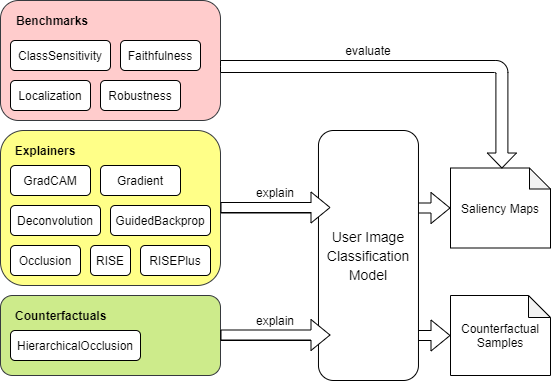 Benchmarks
ClassSensitivity
Faithfulness
Localization
Robustness
evaluate
Explainers
GradCAM
Gradient
Deconvolution
GuidedBackprop
Occlusion
RISE
RISEPlus
explain
User Image
Classification
Model
Saliency Maps
Counterfactuals
HierarchicalOcclusion
explain
Counterfactual
Samples